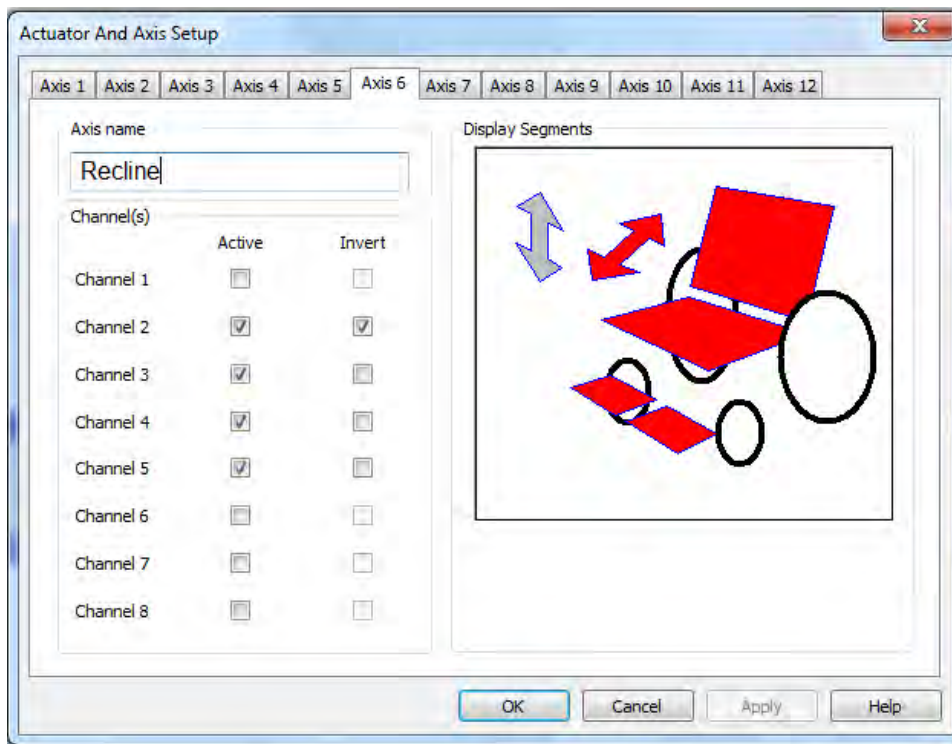 Actuator And Axis Setup
X
Axis 1 Axis 2 Axis 3 Axis 4 Axis 5 Axis 6 Axis 7 Axis 8 Axis 9 Axis 10 Axis 11 Axis 12
Axis name
Recline
Channel(s)
Active Invert
Channel 1
Channel 2
Channel 3
Channel 4
Channel 5
Channel 6
Channel 7
Channel 8
Display Segments
OK Cancel Apply Help